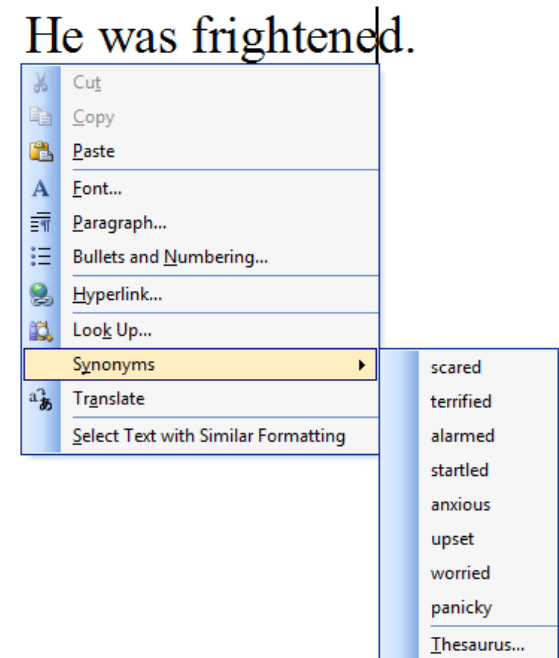 He was frightened.
Cut
Copy
Paste
Font...
Paragraph...
Bullets and Numbering...
Hyperlink...
Look Up...
Synonyms
Translate
Select Text with Similar Formatting
scared
terrified
alarmed
startled
anxious
upset
worried
panicky
Thesaurus...